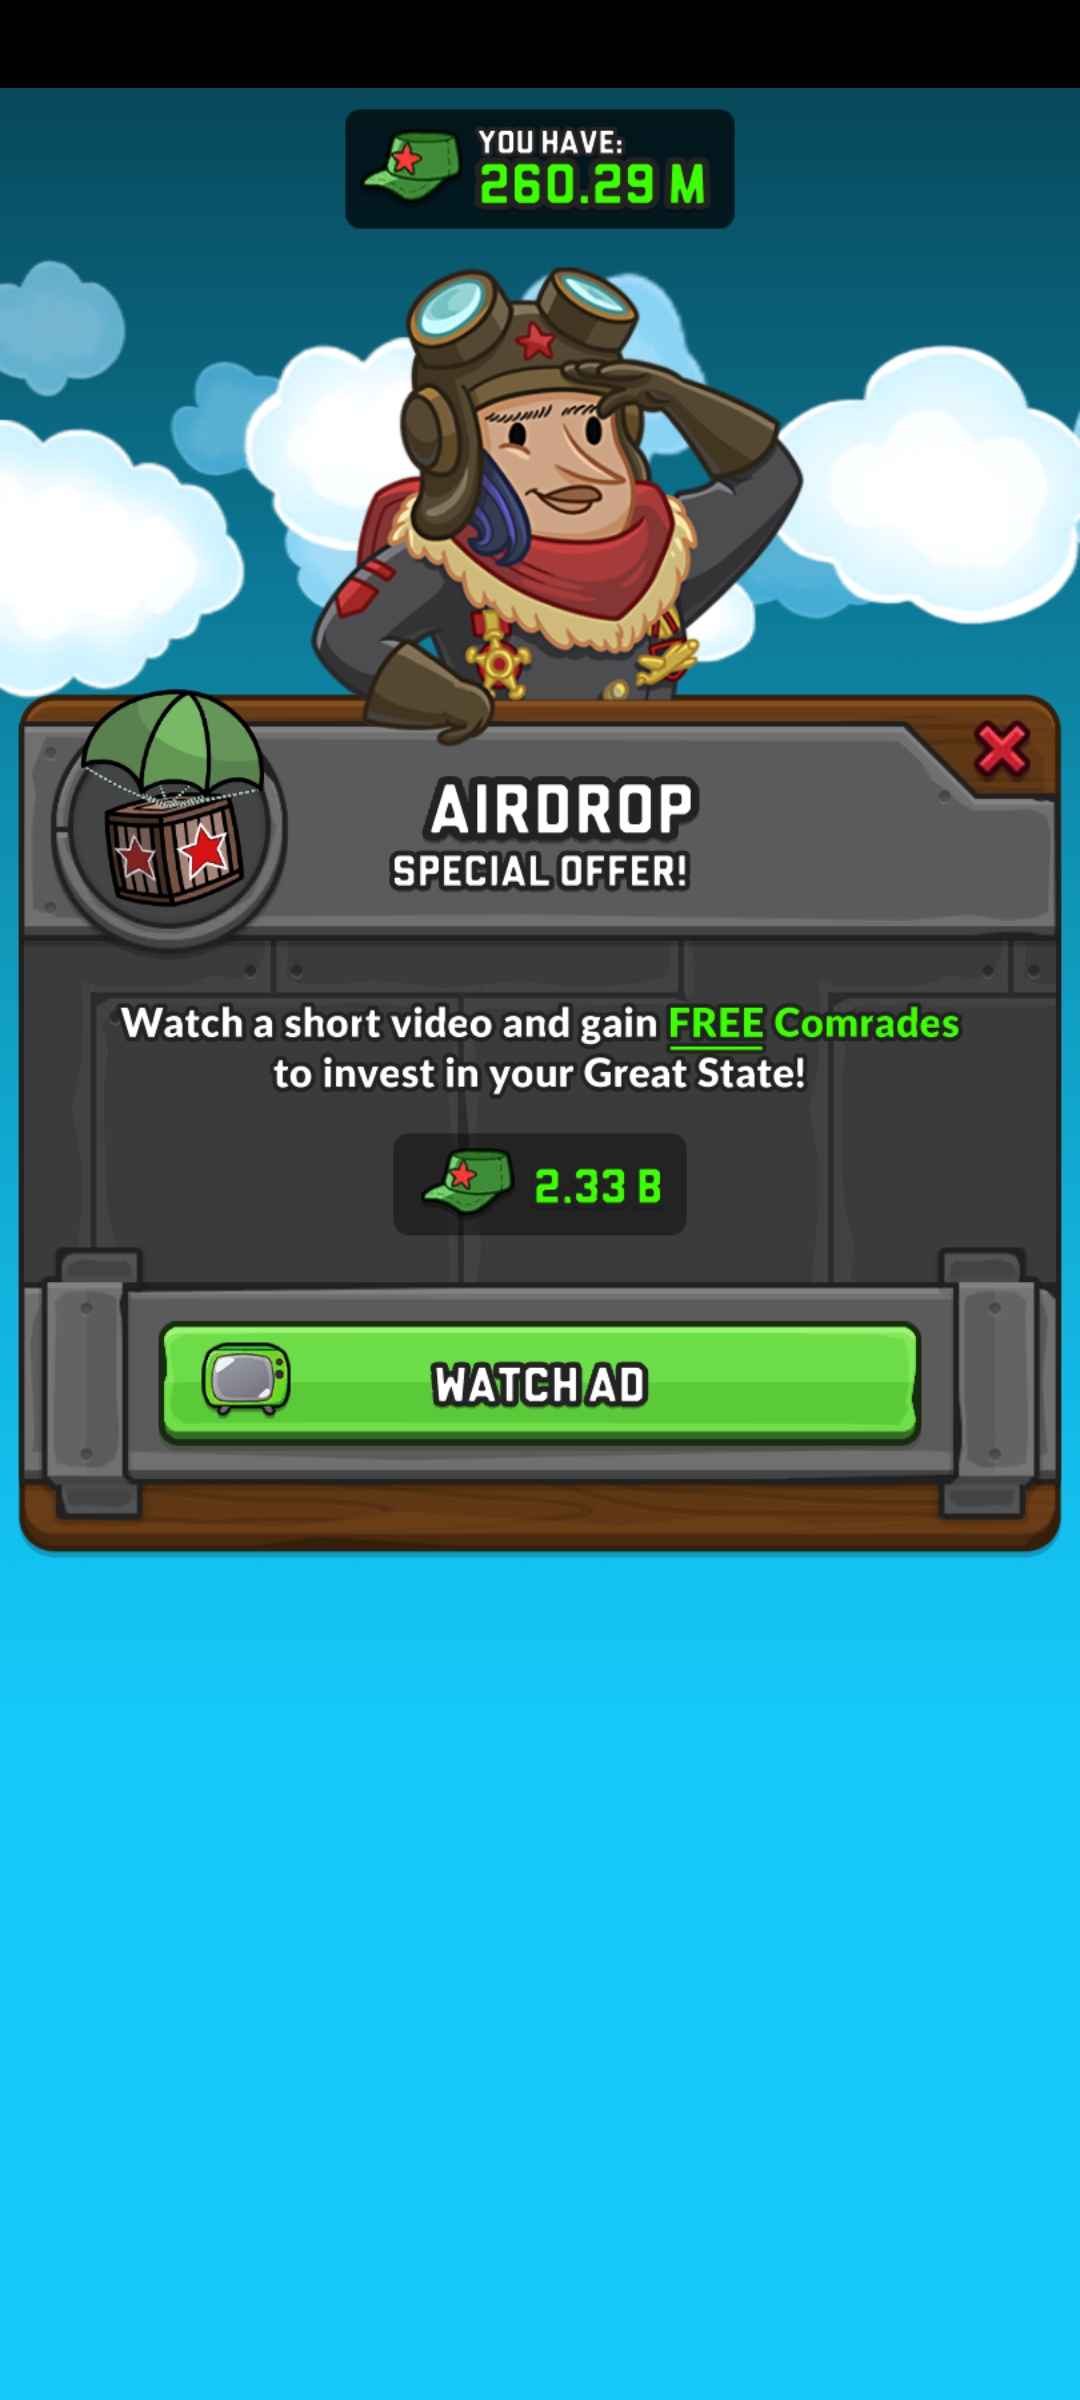 YOU HAVE:
260.29 M
AIRDROP
SPECIAL OFFER!
Watch a short video and gain FREE Comrades
to invest in your Great State!
2.33 B
WATCH AD